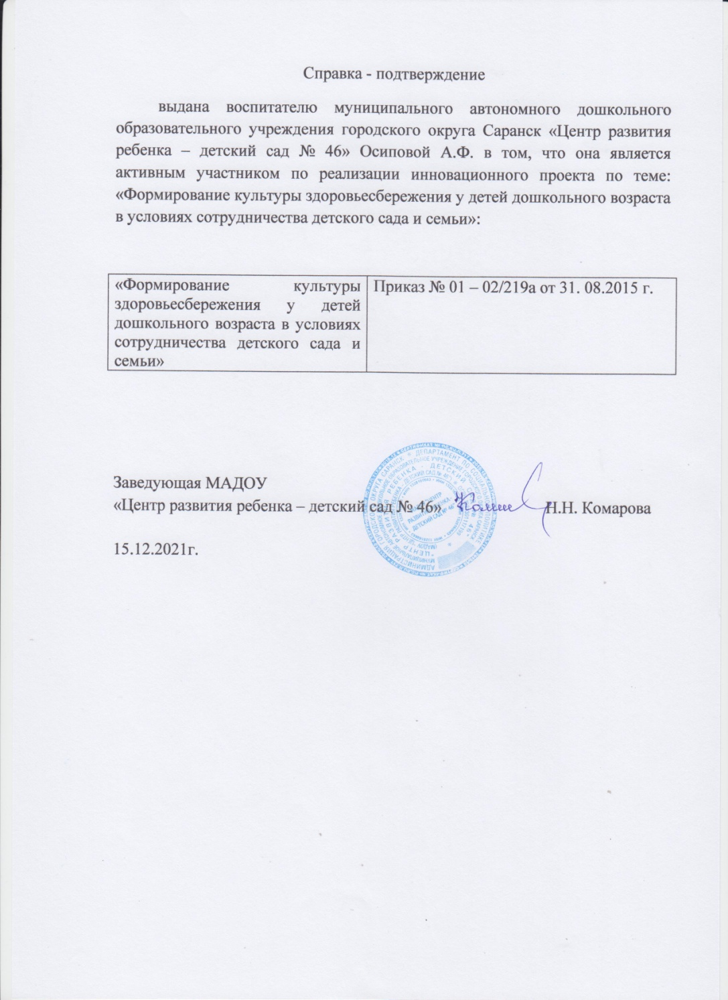 Справка - подтверждение
выдана воспитателю муниципального автономного дошкольного
образовательного учреждения городского округа Саранск «Центр развития
ребенка – детский сад № 46» Осиповой А.Ф. в том, что она является
активным участником по реализации инновационного проекта по теме:
«Формирование культуры здоровьесбережения у детей дошкольного возраста
в условиях сотрудничества детского сада и семьи»:
«Формирование культуры
здоровьесбережения у детей
дошкольного возраста в условиях
сотрудничества детского сада и
семьи»
Приказ № 01 – 02/219а от 31. 08.2015 г.
Заведующая МАДОУ
«Центр развития ребенка – детский сад № 46»
Н.Н. Комарова
15.12.2021г.